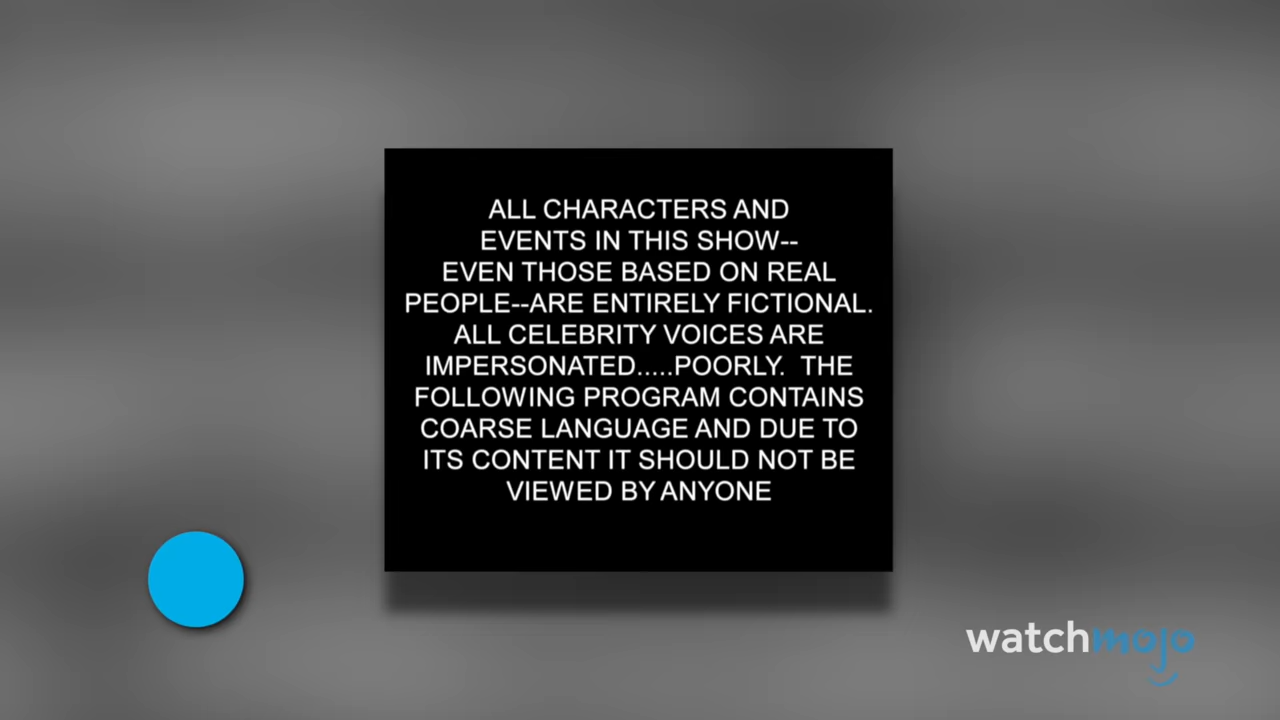 ALL CHARACTERS AND
EVENTS IN THIS SHOW--
EVEN THOSE BASED ON REAL
PEOPLE--ARE ENTIRELY FICTIONAL.
ALL CELEBRITY VOICES ARE
IMPERSONATED.....POORLY. THE
FOLLOWING PROGRAM CONTAINS
COARSE LANGUAGE AND DUE TO
ITS CONTENT IT SHOULD NOT BE
VIEWED BY ANYONE
watchmojo